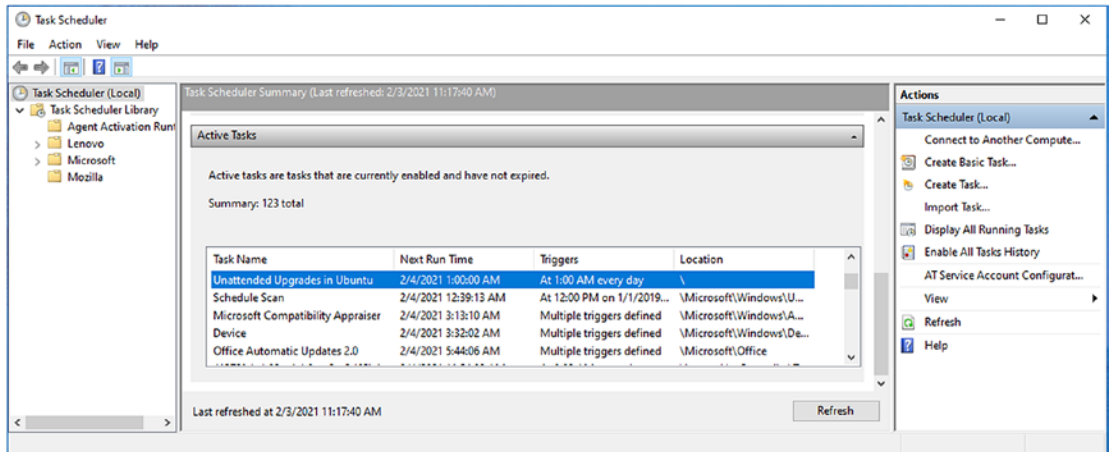 Task Scheduler
File Action View Help
Task Scheduler (Local)
Task Scheduler Library
Agent Activation Runt
Lenovo
Microsoft
Mozilla
Task Scheduler Summary (Last refreshed: 2/3/2021 11:17:40 AM)
Active Tasks
Active tasks are tasks that are currently enabled and have not expired.
Summary: 123 total
Task Name Next Run Time Triggers Location
Unattended Upgrades in Ubuntu 2/4/2021 1:00:00 AM At 1:00 AM every day \
Schedule Scan 2/4/2021 12:39:13 AM At 12:00 PM on 1/1/2019... \Microsoft\Windows\U...
Microsoft Compatibility Appraiser 2/4/2021 3:13:10 AM Multiple triggers defined \Microsoft\Windows\A...
Device 2/4/2021 3:32:02 AM Multiple triggers defined \Microsoft\Windows\De...
Office Automatic Updates 2.0 2/4/2021 5:44:06 AM Multiple triggers defined \Microsoft\Office
Last refreshed at 2/3/2021 11:17:40 AM
Refresh
Actions
Task Scheduler (Local)
Connect to Another Compute...
Create Basic Task...
Create Task...
Import Task...
Display All Running Tasks
Enable All Tasks History
AT Service Account Configurat...
View
Refresh
Help